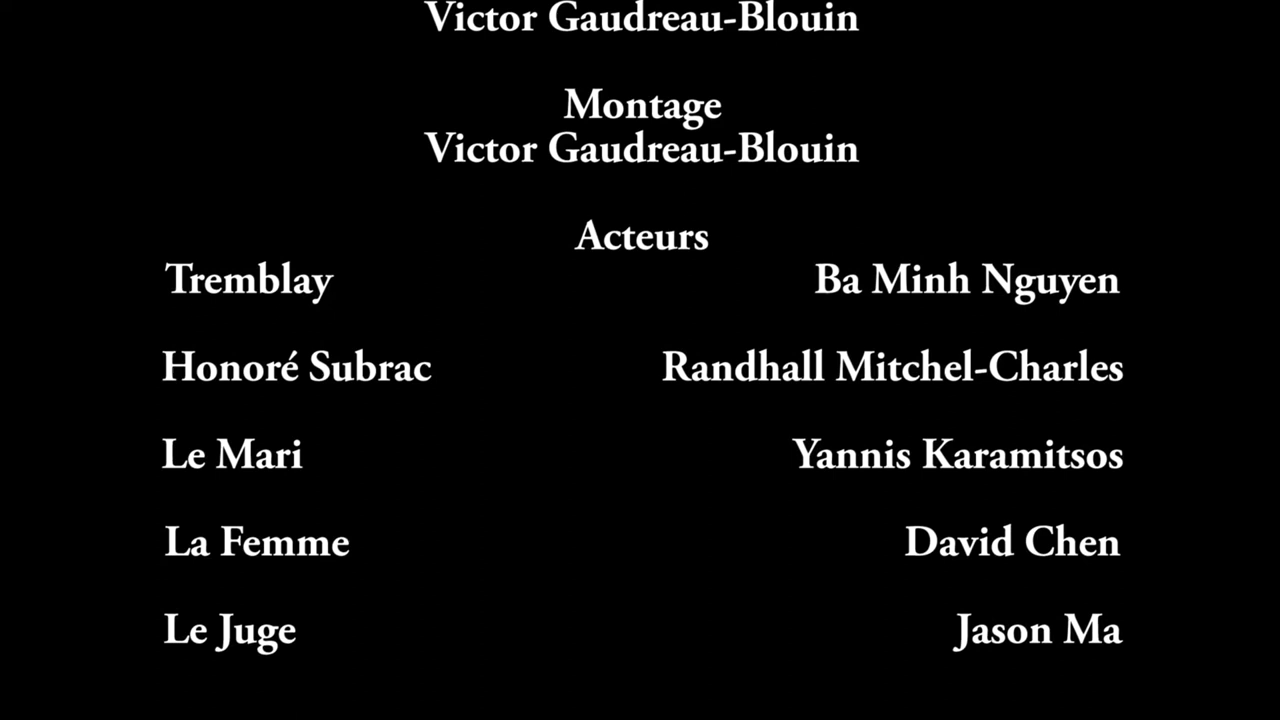 Victor Gaudreau-Blouin
Montage
Victor Gaudreau-Blouin
Acteurs
Tremblay Ba Minh Nguyen
Honoré Subrac Randhall Mitchel-Charles
Le Mari Yannis Karamitsos
La Femme David Chen
Le Juge Jason Ma